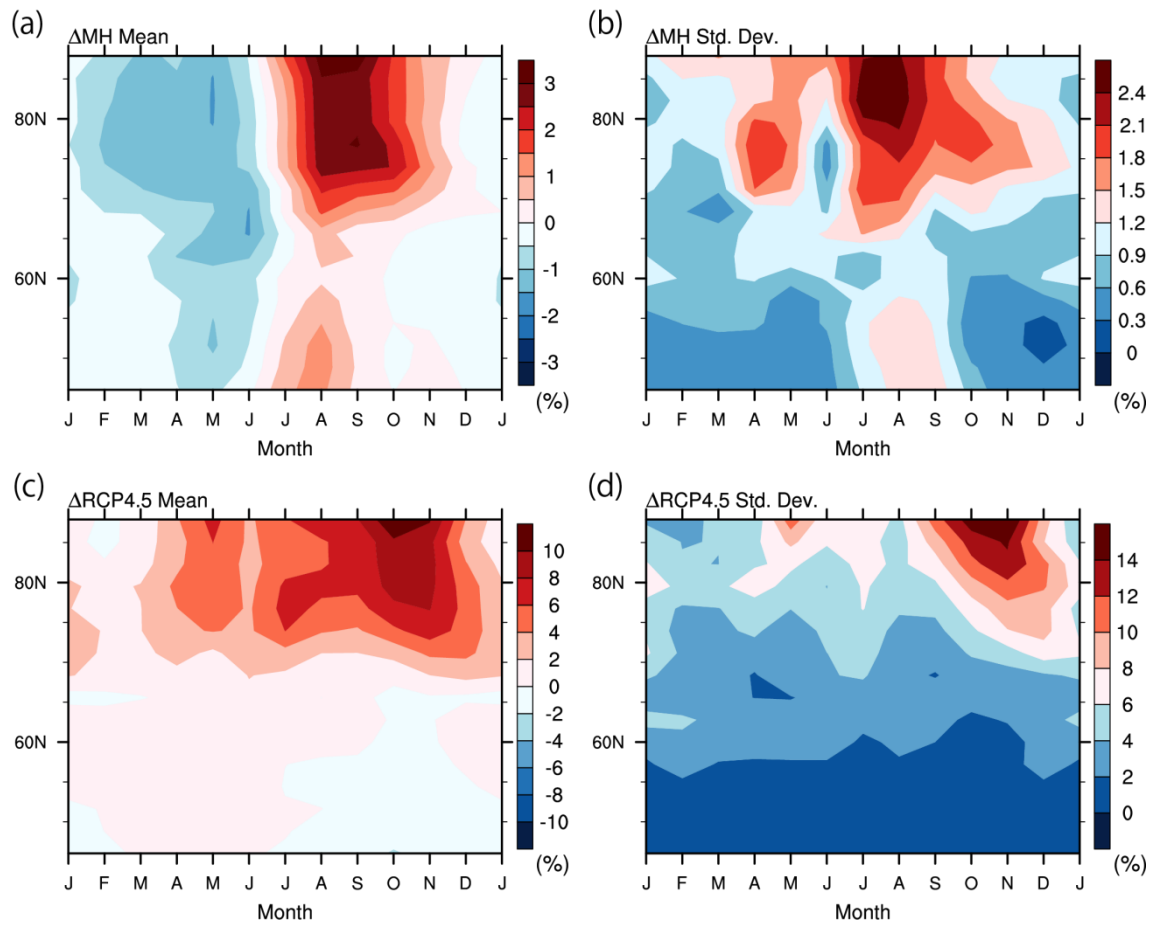 (a)
ΔMH Mean
80N
60N
J F M A M J J A S O N D J
Month
3
2
1
0
-1
-2
-3
(%)
(b)
ΔMH Std. Dev.
80N
60N
J F M A M J J A S O N D J
Month
2.4
2.1
1.8
1.5
1.2
0.9
0.6
0.3
0
(%)
(c)
ΔRCP4.5 Mean
80N
60N
J F M A M J J A S O N D J
Month
10
8
6
4
2
0
-2
-4
-6
-8
-10
(%)
(d)
ΔRCP4.5 Std. Dev.
80N
60N
J F M A M J J A S O N D J
Month
14
12
10
8
6
4
2
0
(%)